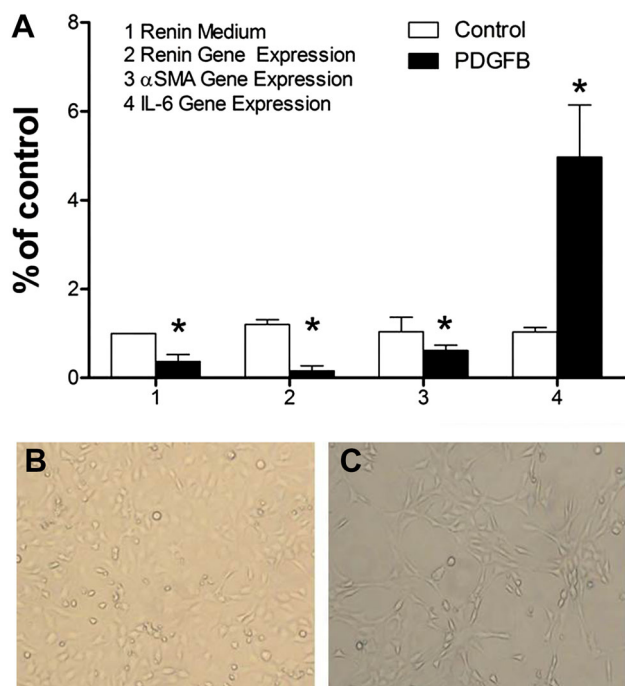 A
8
6
4
2
0
% of control
1 Renin Medium
2 Renin Gene Expression
3 αSMA Gene Expression
4 IL-6 Gene Expression
Control
PDGFB
*
*
*
*
1 2 3 4
B
C